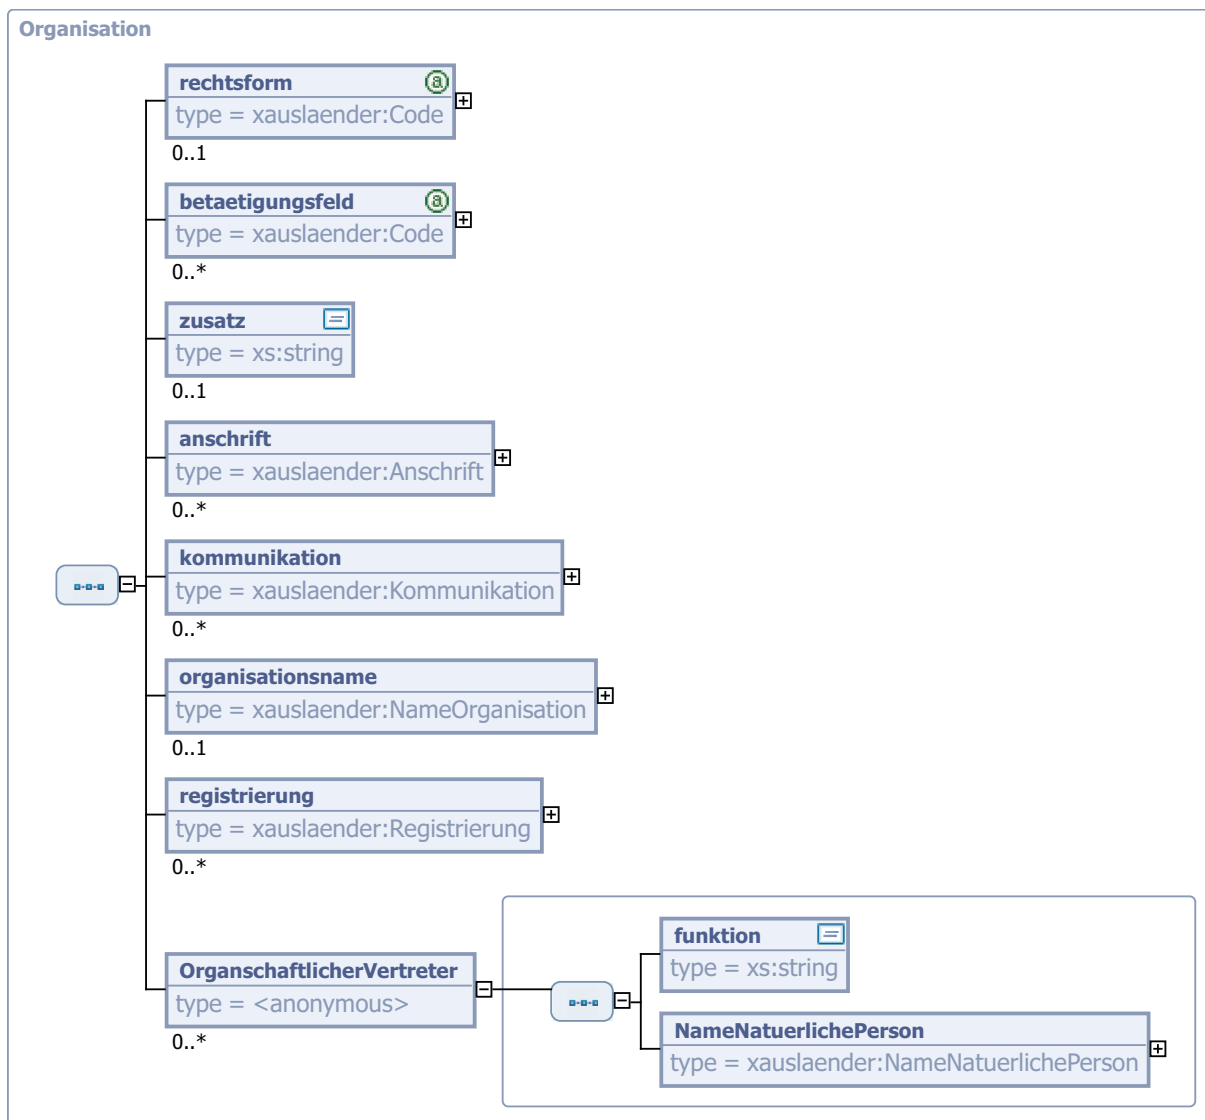 Organisation
rechtsform @
type = xauslaender:Code
0..1
betaetigungsfeld @
type = xauslaender:Code
0..*
zusatz
type = xs:string
0..1
anschrift
type = xauslaender:Anschrift
0..*
kommunikation
type = xauslaender:Kommunikation
0..*
organisationsname
type = xauslaender:NameOrganisation
0..1
registrierung
type = xauslaender:Registrierung
0..*
OrganschaftlicherVertreter
type = <anonymous>
0..*
funktion
type = xs:string
NameNatuerlichePerson
type = xauslaender:NameNatuerlichePerson